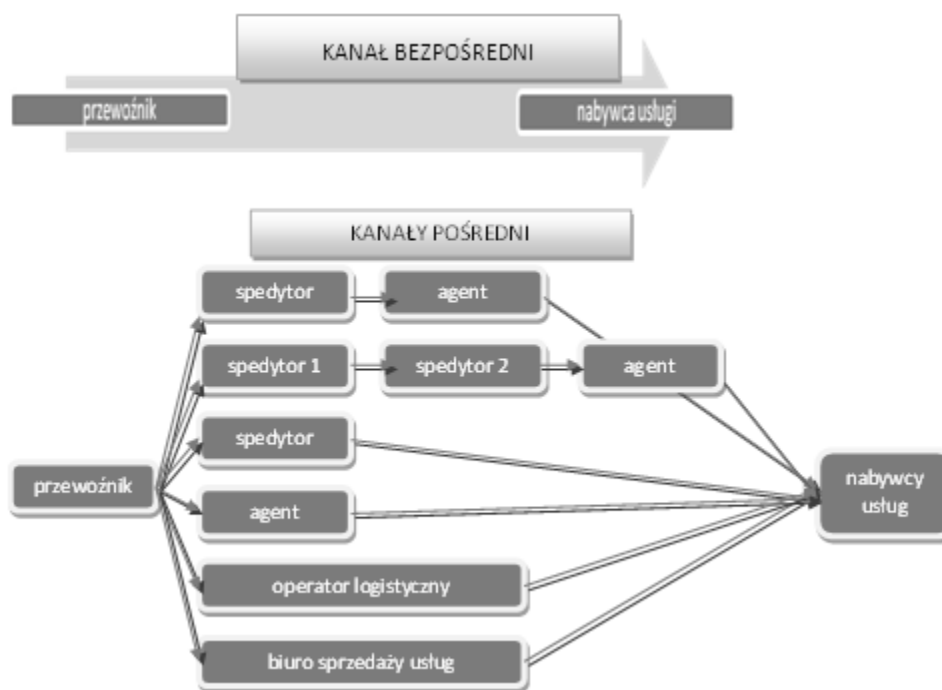 KANAŁ BEZPOŚREDNI
przewoźnik
nabywca usługi
KANAŁY POŚREDNI
spedytor
agent
spedytor 1
spedytor 2
agent
spedytor
przewoźnik
agent
nabywcy
usług
operator logistyczny
biuro sprzedaży usług